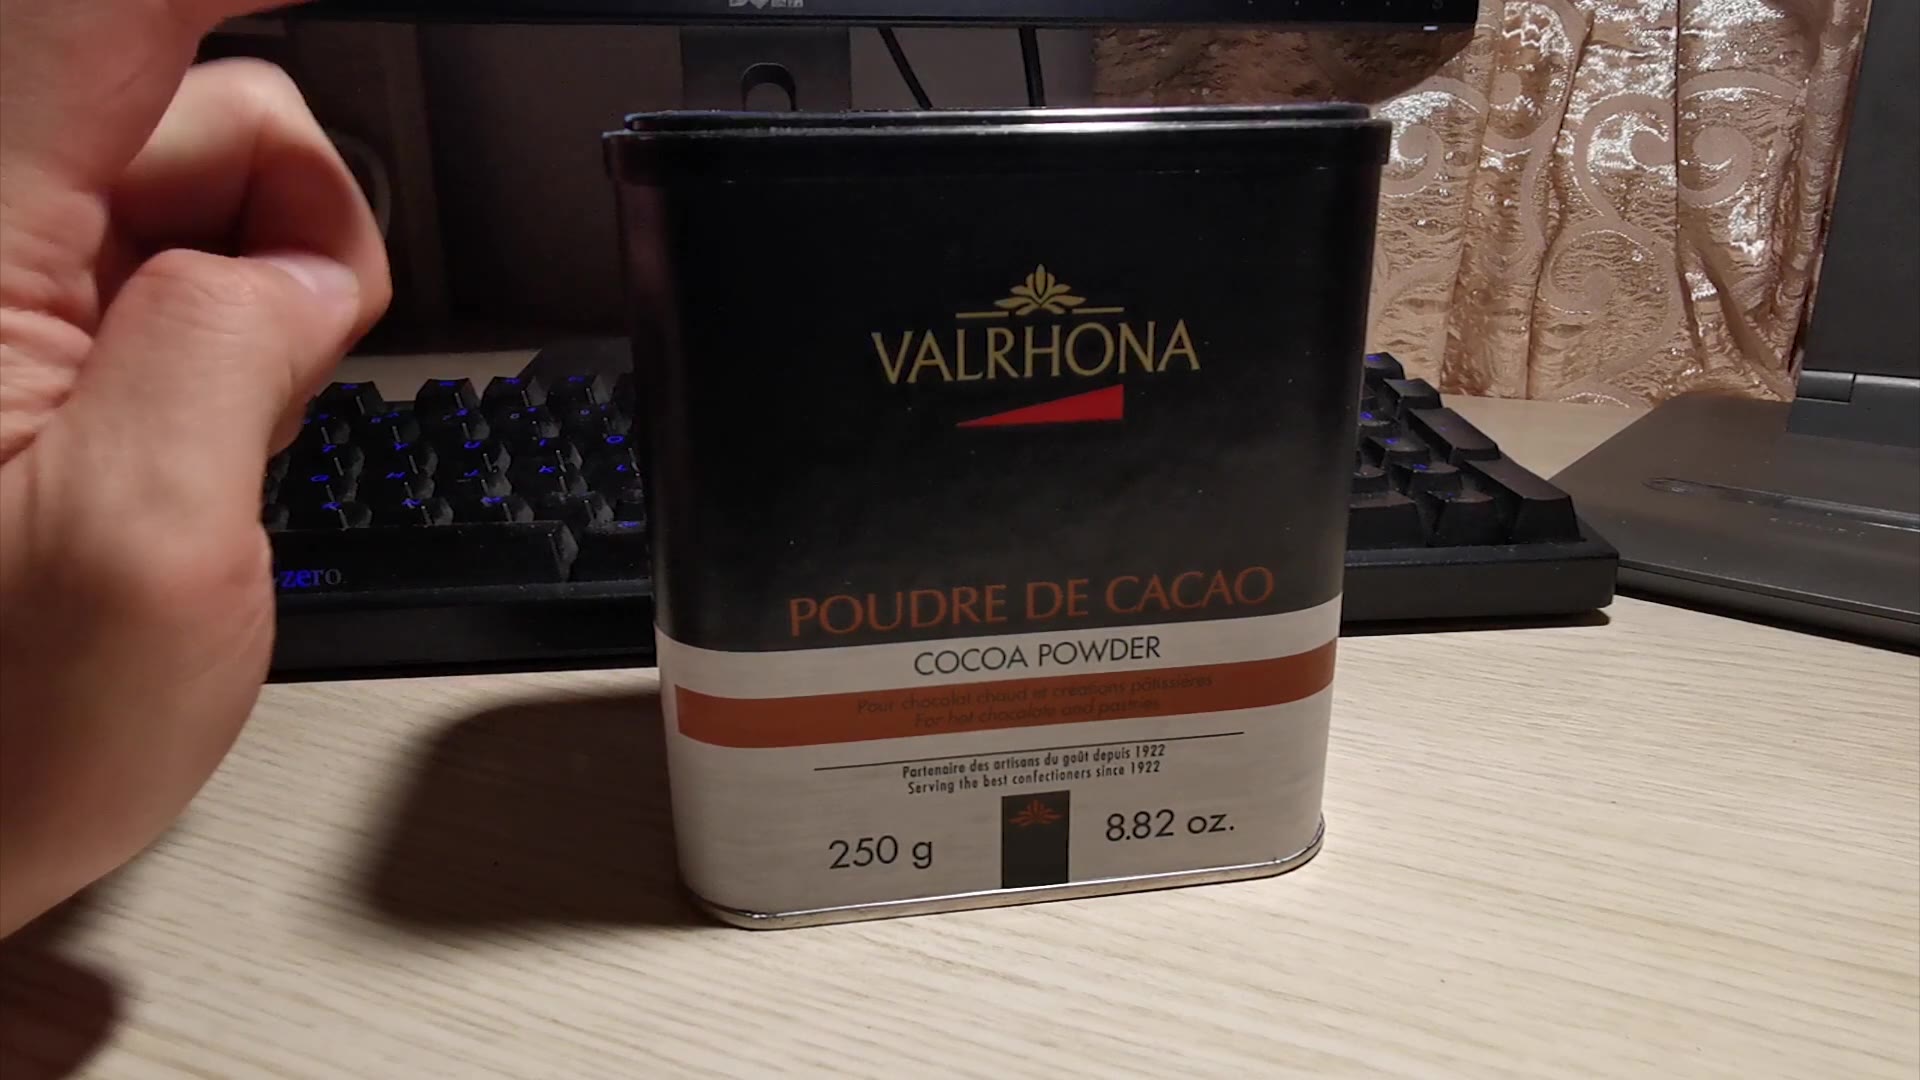 VALRHONA
POUDRE DE CACAO
COCOA POWDER
Pour chocolat chaud et créations pâtissières
For hot chocolate and pastries
Partenaire des artisans du goût depuis 1922
Serving the best confectioners since 1922
250 g
8.82 oz.
zero